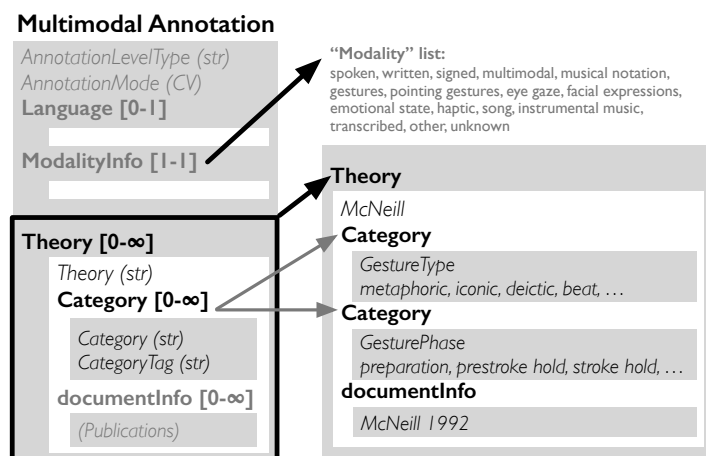 Multimodal Annotation
AnnotationLevelType (str)
AnnotationMode (CV)
Language [0-1]
ModalityInfo [1-1]
Theory [0-∞]
Theory (str)
Category [0-∞]
Category (str)
CategoryTag (str)
documentInfo [0-∞]
(Publications)
“Modality” list:
spoken, written, signed, multimodal, musical notation,
gestures, pointing gestures, eye gaze, facial expressions,
emotional state, haptic, song, instrumental music,
transcribed, other, unknown
Theory
McNeill
Category
GestureType
metaphoric, iconic, deictic, beat, …
Category
GesturePhase
preparation, prestroke hold, stroke hold, …
documentInfo
McNeill 1992